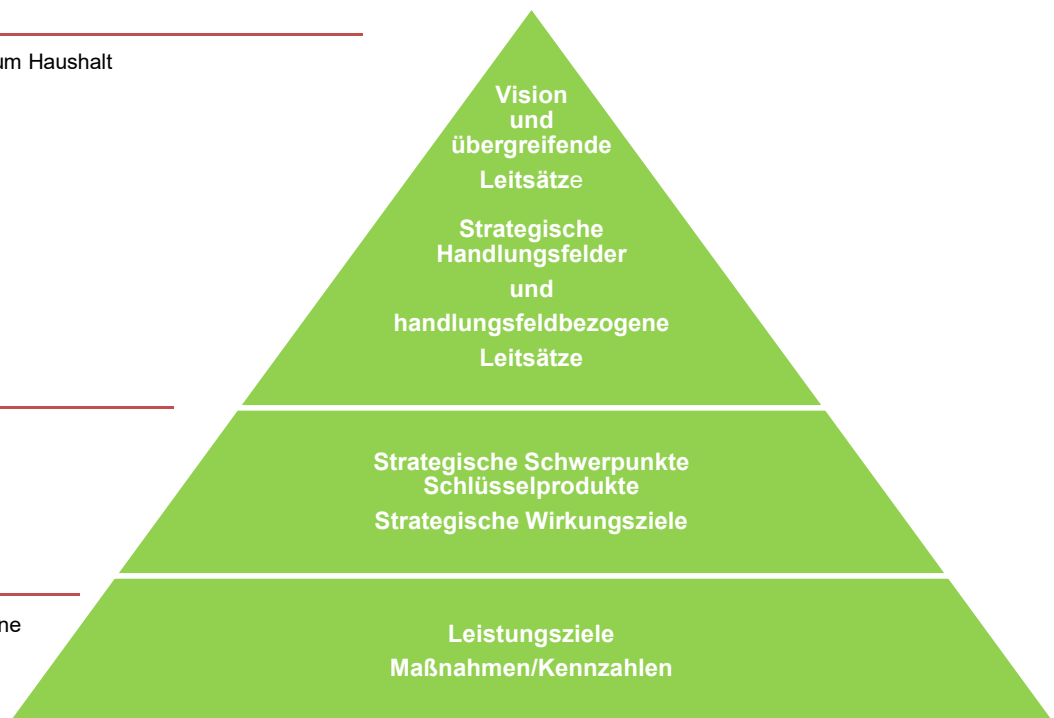 um Haushalt
Vision
und
übergreifende
Leitsätze
Strategische
Handlungsfelder
und
handlungsfeldbezogene
Leitsätze
Strategische Schwerpunkte
Schlüsselprodukte
Strategische Wirkungsziele
ne
Leistungsziele
Maßnahmen/Kennzahlen